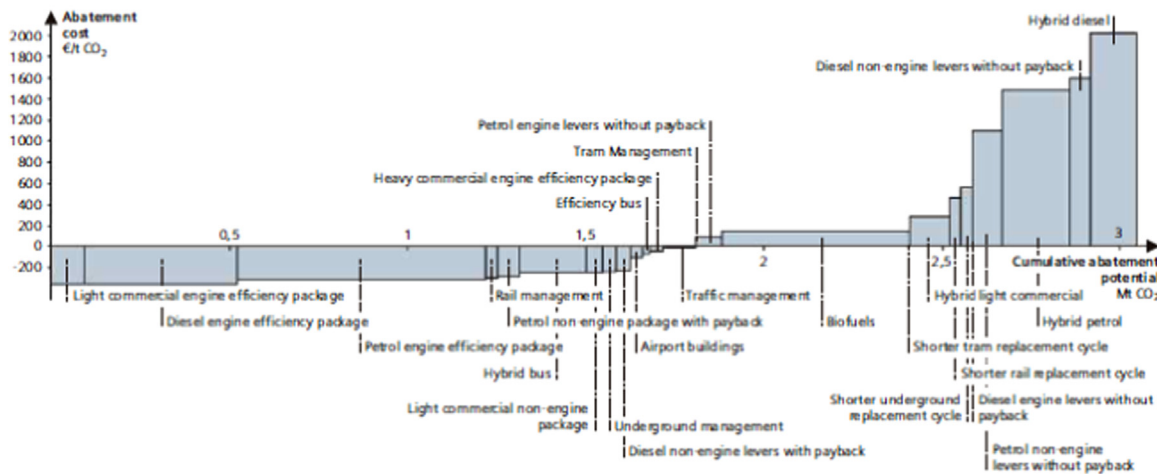 Abatement
cost
€/t CO2
2000
1800
1600
1400
1200
1000
800
600
400
200
0
-200
0,5
1
1,5
2
2,5
3
Hybrid diesel
Diesel non-engine levers without payback
Petrol engine levers without payback
Tram Management
Heavy commercial engine efficiency package
Efficiency bus
Cumulative abatement
potential
Mt CO2
Light commercial engine efficiency package
Rail management
Traffic management
Hybrid light commercial
Diesel engine efficiency package
Petrol non-engine package with payback
Biofuels
Hybrid petrol
Petrol engine efficiency package
Airport buildings
Shorter tram replacement cycle
Hybrid bus
Shorter rail replacement cycle
Light commercial non-engine
package
Underground management
Shorter underground
replacement cycle
Diesel engine levers without
payback
Diesel non-engine levers with payback
Petrol non-engine
levers without payback